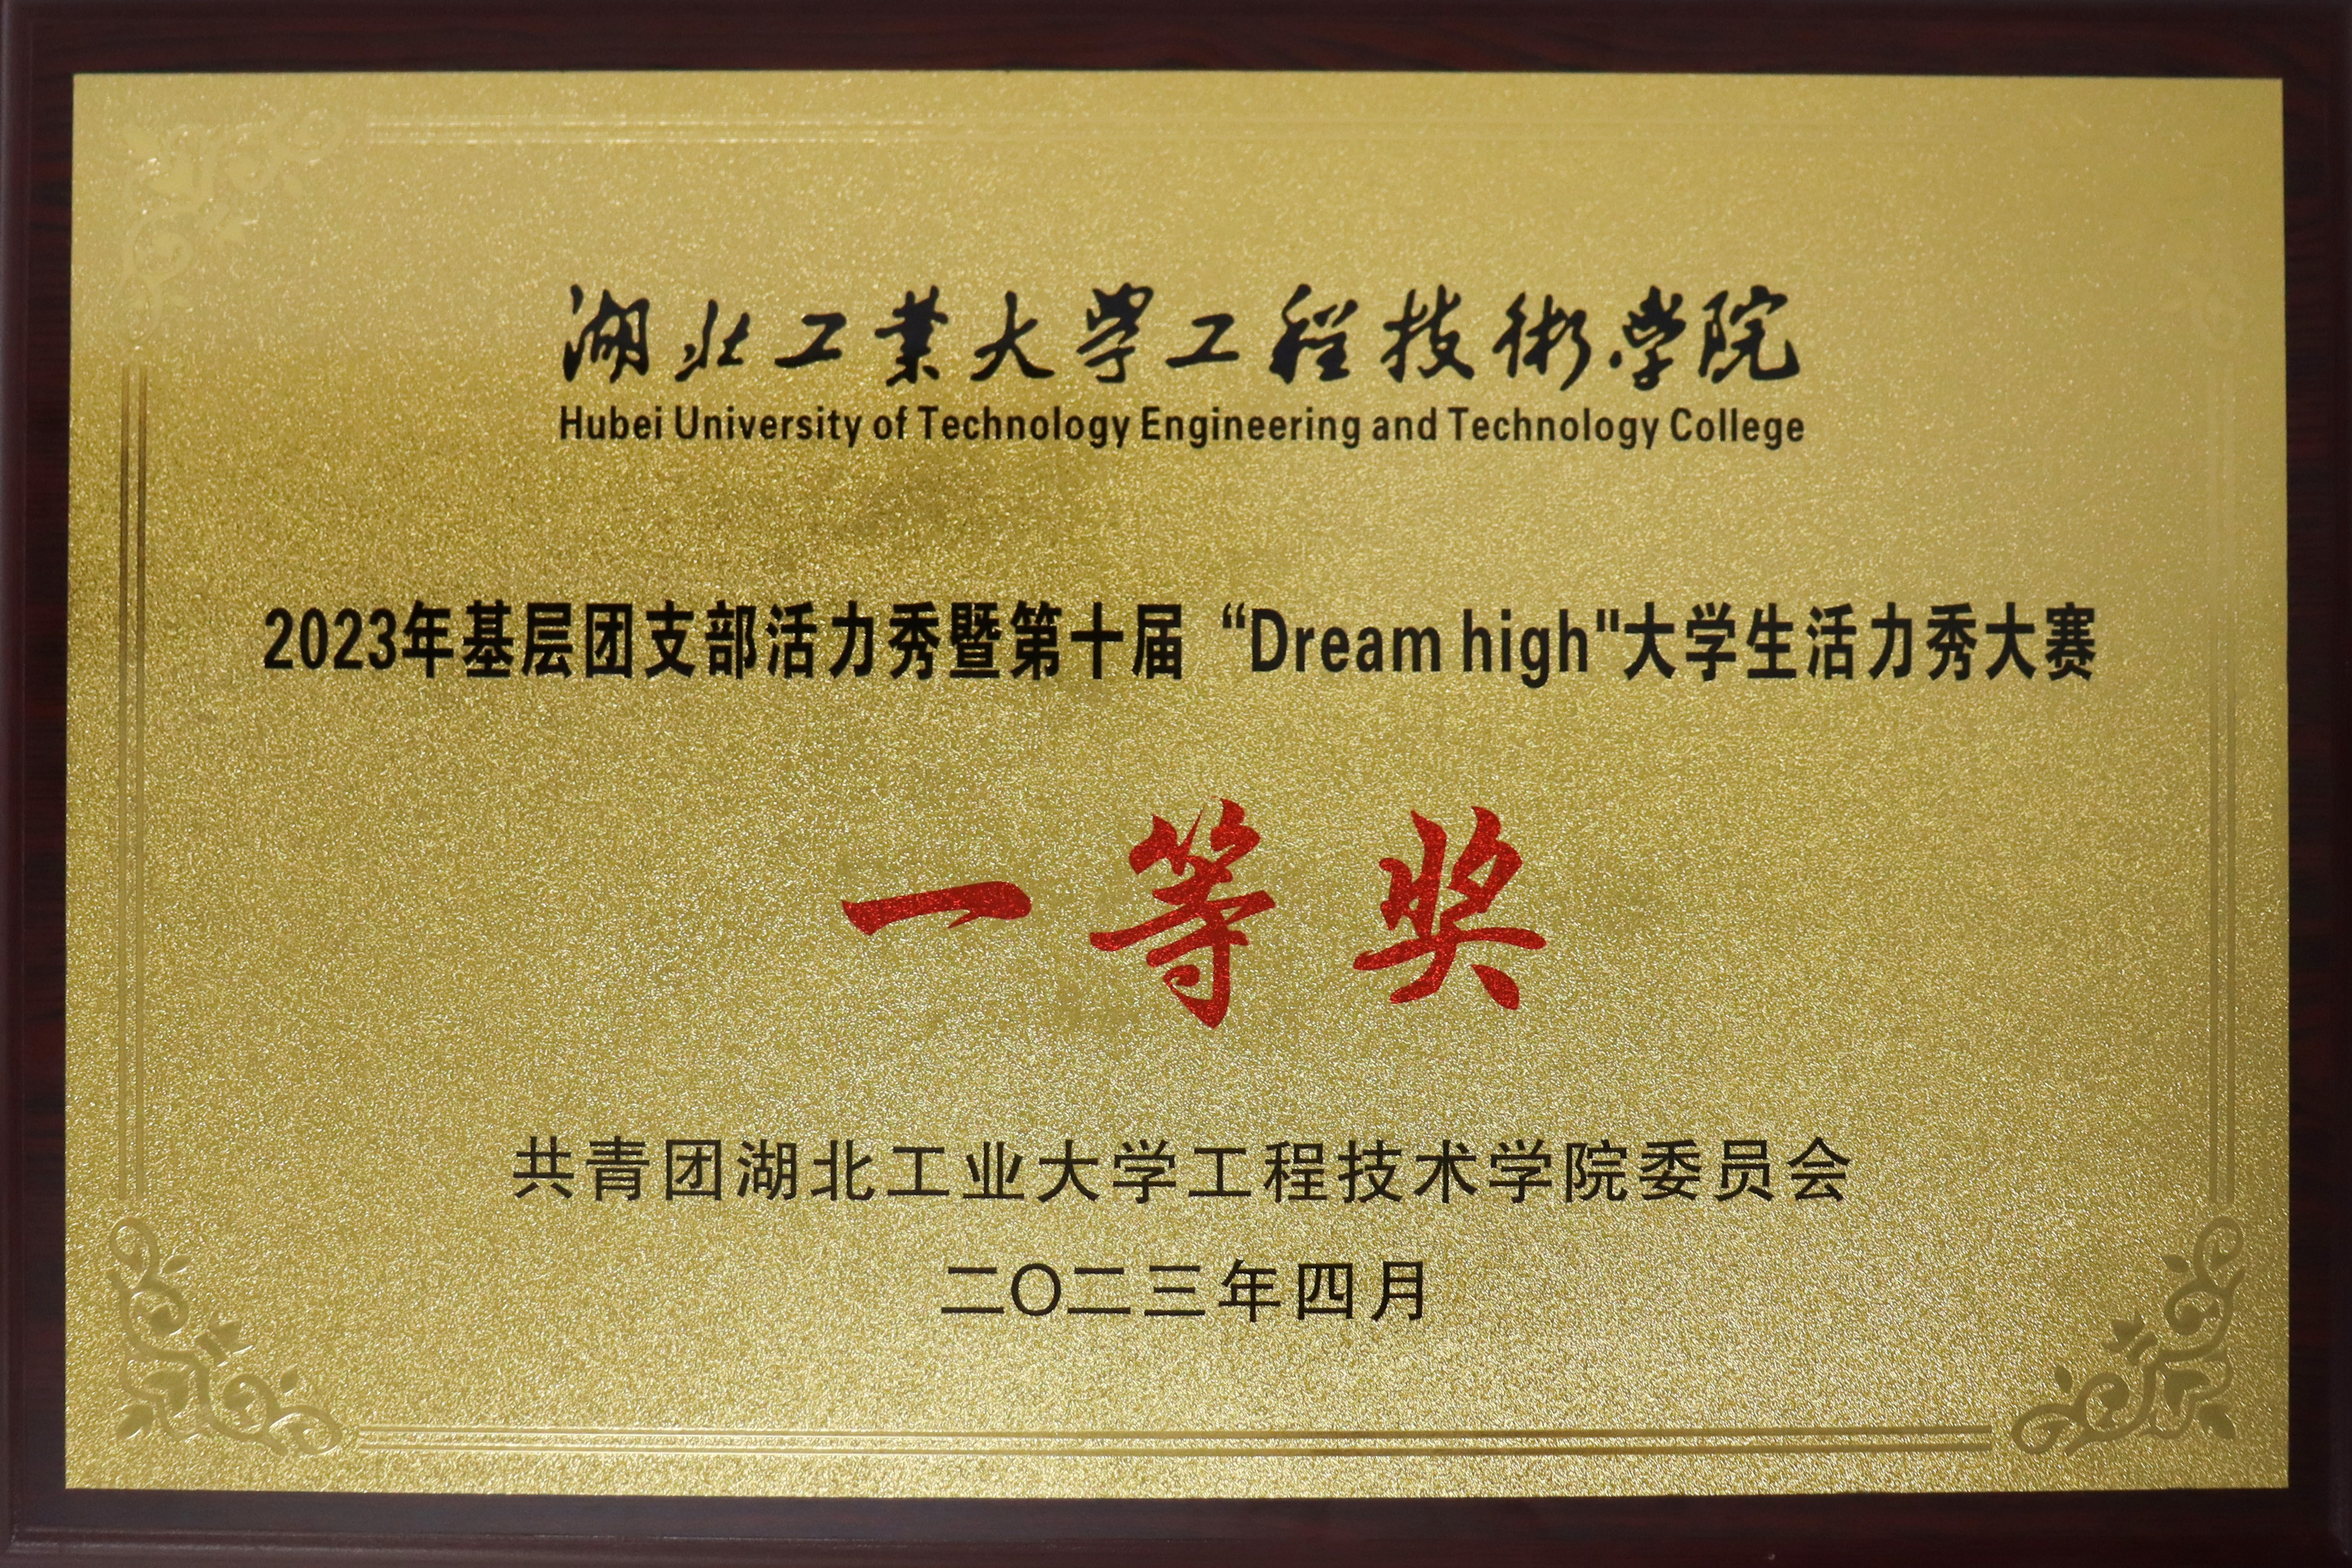 湖北工業大学工程技術学院
Hubei University of Technology Engineering and Technology College
2023年基层团支部活力秀暨第十届“Dream high"大学生活力秀大赛
一等奖
共青团湖北工业大学工程技术学院委员会
二〇二三年四月